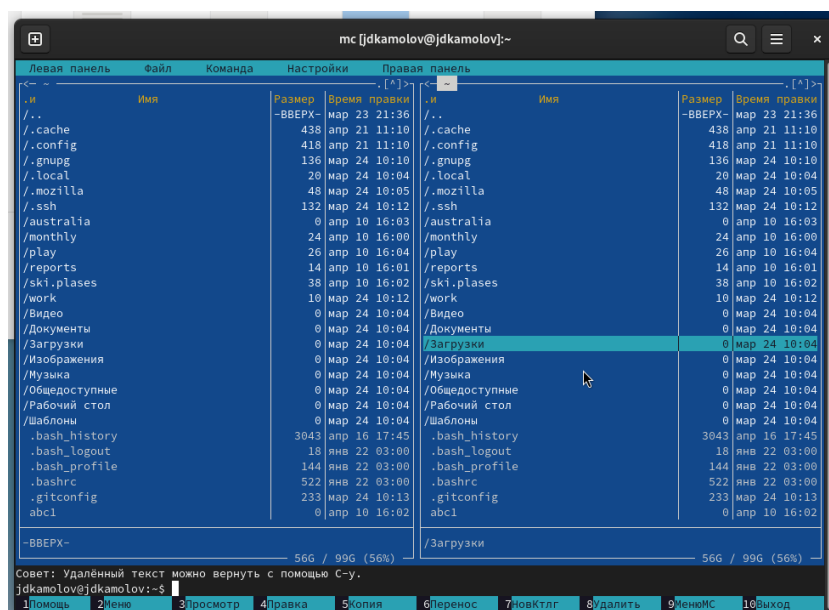 mc [jdkamolov@jdkamolov]:~
Левая панель Файл Команда Настройки Правая панель
<- ~ .[^]> <- ~ .[^]>
.и Имя Размер Время правки .и Имя Размер Время правки
/.. -ВВЕРХ- мар 23 21:36 /.. -ВВЕРХ- мар 23 21:36
/.cache 438 апр 21 11:10 /.cache 438 апр 21 11:10
/.config 418 апр 21 11:10 /.config 418 апр 21 11:10
/.gnupg 136 мар 24 10:10 /.gnupg 136 мар 24 10:10
/.local 20 мар 24 10:04 /.local 20 мар 24 10:04
/.mozilla 48 мар 24 10:05 /.mozilla 48 мар 24 10:05
/.ssh 132 мар 24 10:12 /.ssh 132 мар 24 10:12
/australia 0 апр 10 16:03 /australia 0 апр 10 16:03
/monthly 24 апр 10 16:00 /monthly 24 апр 10 16:00
/play 26 апр 10 16:04 /play 26 апр 10 16:04
/reports 14 апр 10 16:01 /reports 14 апр 10 16:01
/ski.plases 38 апр 10 16:02 /ski.plases 38 апр 10 16:02
/work 10 мар 24 10:12 /work 10 мар 24 10:12
/Видео 0 мар 24 10:04 /Видео 0 мар 24 10:04
/Документы 0 мар 24 10:04 /Документы 0 мар 24 10:04
/Загрузки 0 мар 24 10:04 /Загрузки 0 мар 24 10:04
/Изображения 0 мар 24 10:04 /Изображения 0 мар 24 10:04
/Музыка 0 мар 24 10:04 /Музыка 0 мар 24 10:04
/Общедоступные 0 мар 24 10:04 /Общедоступные 0 мар 24 10:04
/Рабочий стол 0 мар 24 10:04 /Рабочий стол 0 мар 24 10:04
/Шаблоны 0 мар 24 10:04 /Шаблоны 0 мар 24 10:04
.bash_history 3043 апр 16 17:45 .bash_history 3043 апр 16 17:45
.bash_logout 18 янв 22 03:00 .bash_logout 18 янв 22 03:00
.bash_profile 144 янв 22 03:00 .bash_profile 144 янв 22 03:00
.bashrc 522 янв 22 03:00 .bashrc 522 янв 22 03:00
.gitconfig 233 мар 24 10:13 .gitconfig 233 мар 24 10:13
abc1 0 апр 10 16:02 abc1 0 апр 10 16:02
-ВВЕРХ- /Загрузки
56G / 99G (56%) 56G / 99G (56%)
Совет: Удалённый текст можно вернуть с помощью C-y.
jdkamolov@jdkamolov:~$
1Помощь 2Меню 3Просмотр 4Правка 5Копия 6Перенос 7НовКтлг 8Удалить 9МенюМС 10Выход